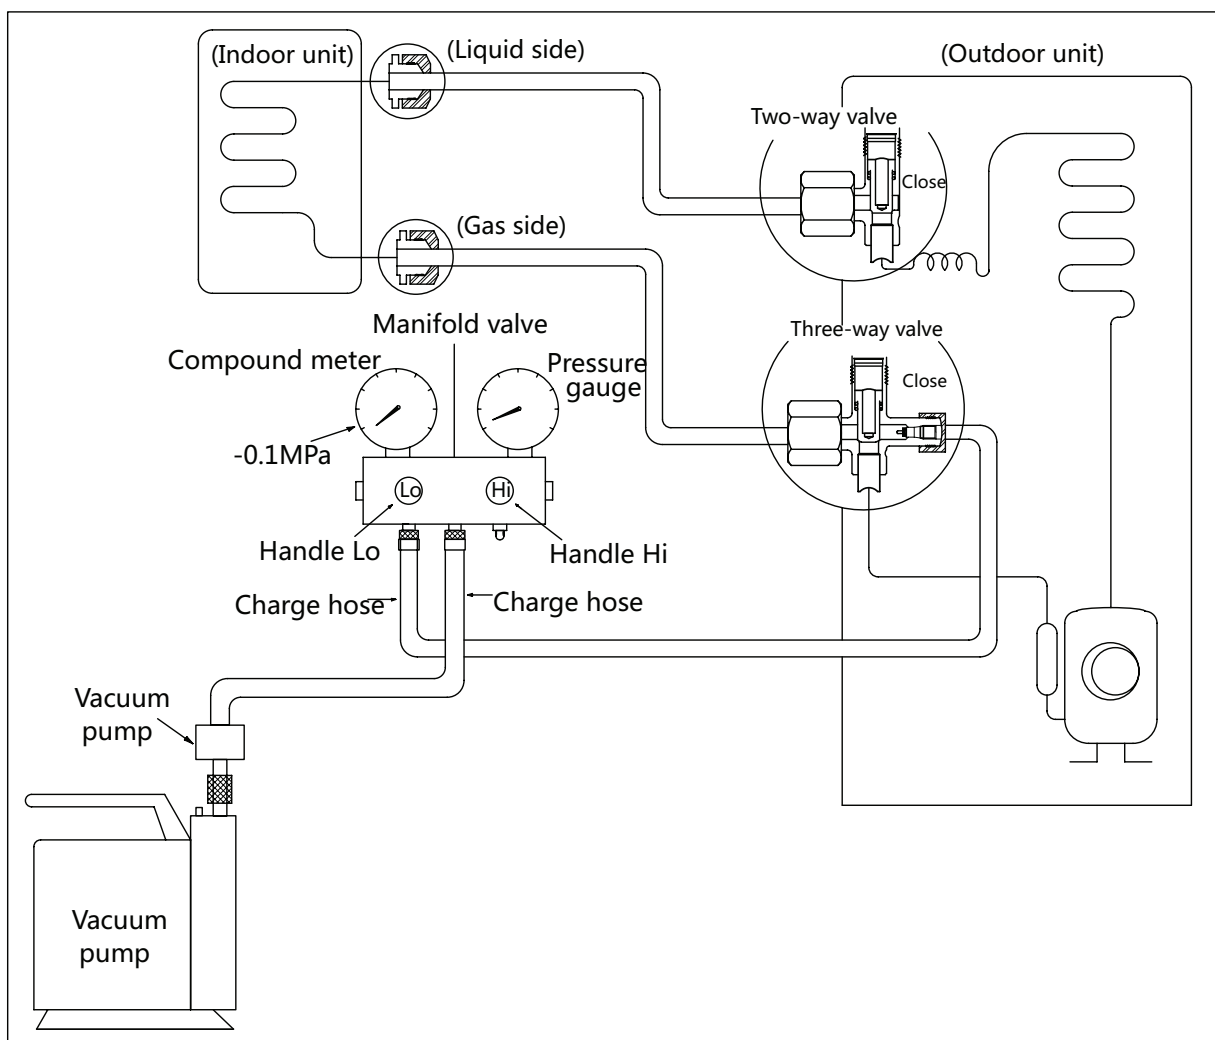 (Indoor unit)
(Liquid side)
(Outdoor unit)
Two-way valve
Close
(Gas side)
Manifold valve
Three-way valve
Compound meter
Pressure
gauge
Close
-0.1MPa
Lo
Hi
Handle Lo
Handle Hi
Charge hose
Charge hose
Vacuum
pump
Vacuum
pump